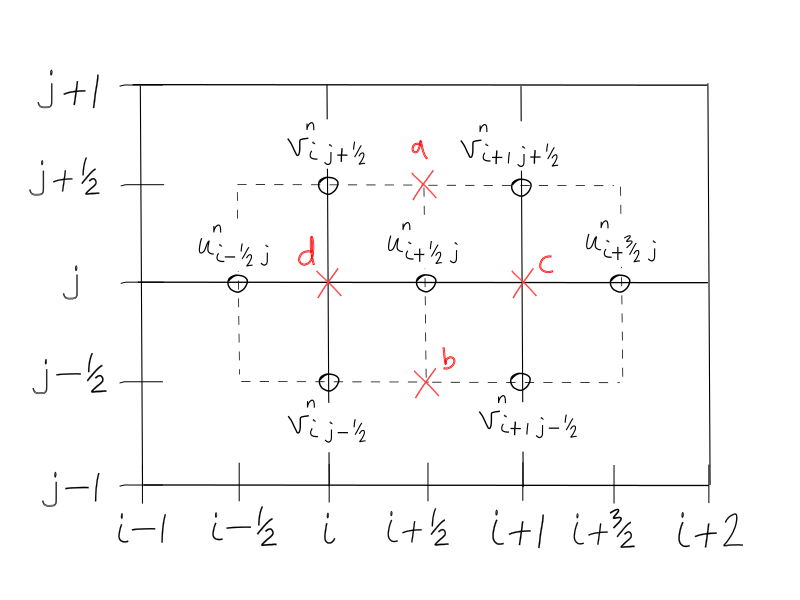 j+1
v^n_{i j+½} a v^n_{i+1 j+½}
j+½
u^n_{i-½ j} d u^n_{i+½ j} c u^n_{i+3/2 j}
j
b
j-½
v^n_{i j-½} v^n_{i+1 j-½}
j-1
i-1 i-½ i i+½ i+1 i+3/2 i+2